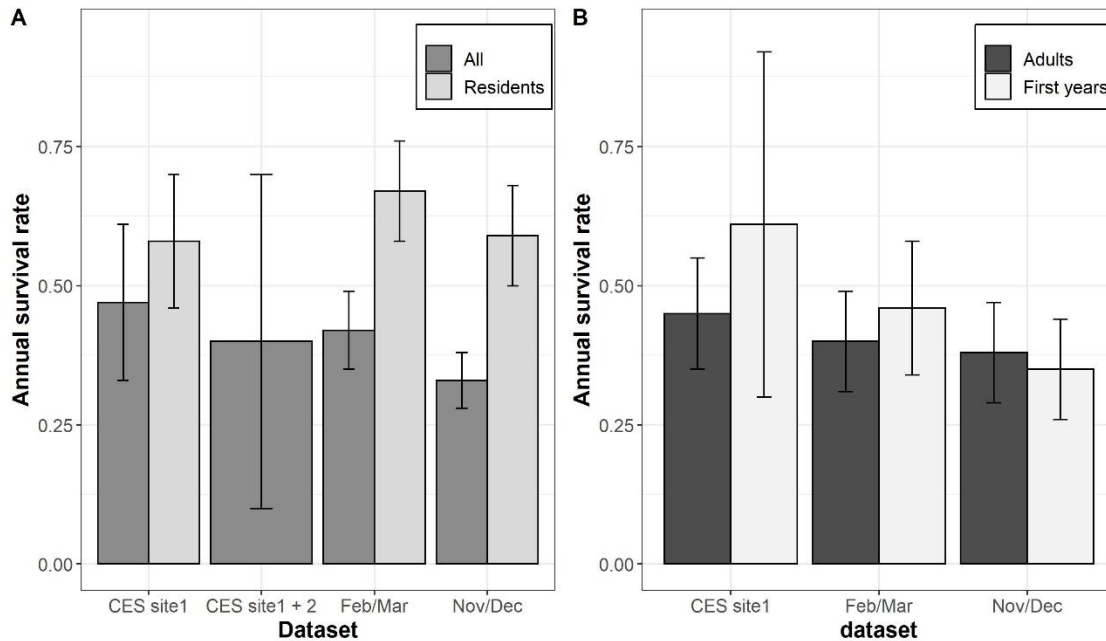 A
All
Residents
Annual survival rate
0.75
0.50
0.25
0.00
CES site1 CES site1 + 2 Feb/Mar Nov/Dec
Dataset
B
Adults
First years
Annual survival rate
0.75
0.50
0.25
0.00
CES site1 Feb/Mar Nov/Dec
dataset